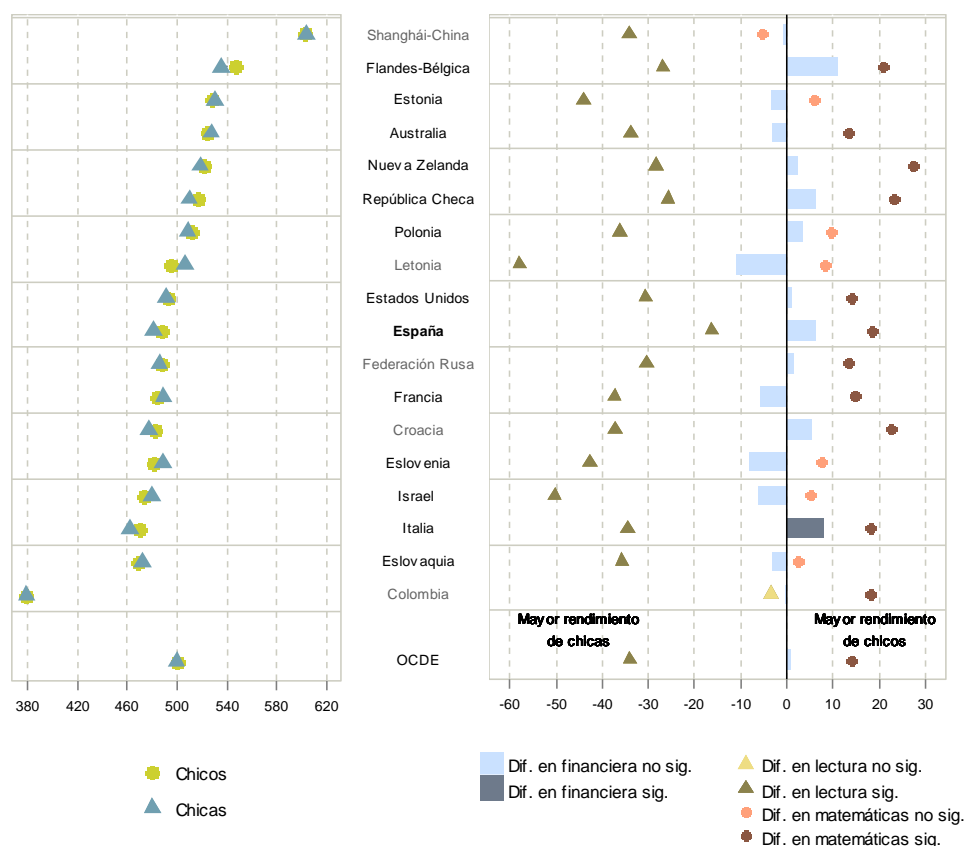 Shanghái-China
Flandes-Bélgica
Estonia
Australia
Nueva Zelanda
República Checa
Polonia
Letonia
Estados Unidos
España
Federación Rusa
Francia
Croacia
Eslovenia
Israel
Italia
Eslovaquia
Colombia
Mayor rendimiento
de chicas
Mayor rendimiento
de chicos
OCDE
380 420 460 500 540 580 620
-60 -50 -40 -30 -20 -10 0 10 20 30
Chicos
Chicas
Dif. en financiera no sig.
Dif. en financiera sig.
Dif. en lectura no sig.
Dif. en lectura sig.
Dif. en matemáticas no sig.
Dif. en matemáticas sig.